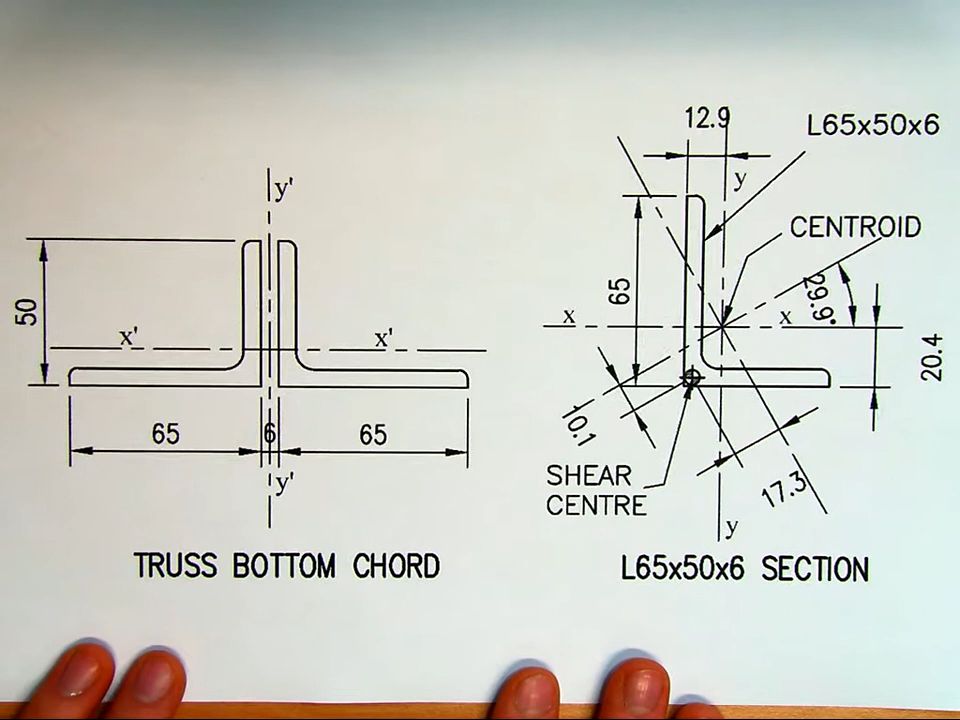 y'
50
x'
x'
65
6
65
y'
TRUSS BOTTOM CHORD
12.9
L65x50x6
y
CENTROID
65
29.9°
x
x
20.4
10.1
SHEAR
CENTRE
17.3
y
L65x50x6 SECTION